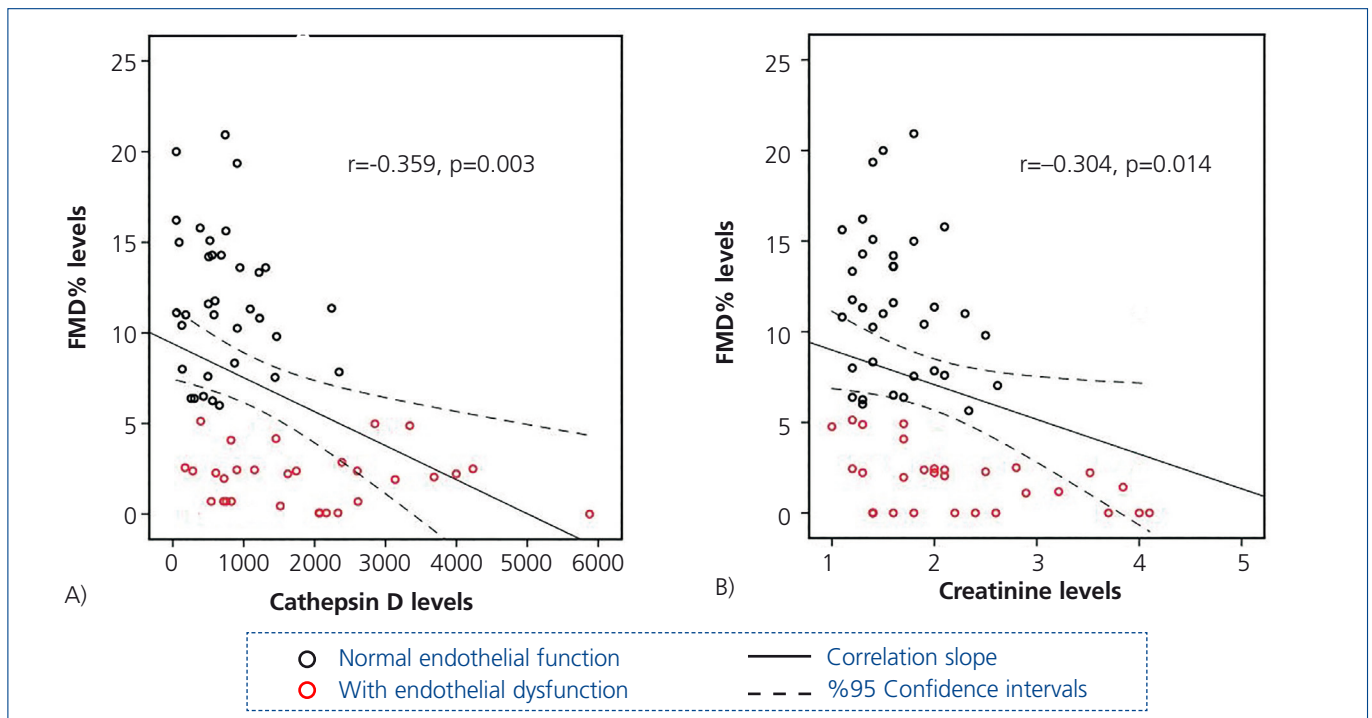 25
20
15
10
5
0
FMD% levels
r=-0.359, p=0.003
0 1000 2000 3000 4000 5000 6000
Cathepsin D levels
A)
25
20
15
10
5
0
FMD% levels
r=–0.304, p=0.014
1 2 3 4 5
Creatinine levels
B)
Normal endothelial function
With endothelial dysfunction
Correlation slope
%95 Confidence intervals